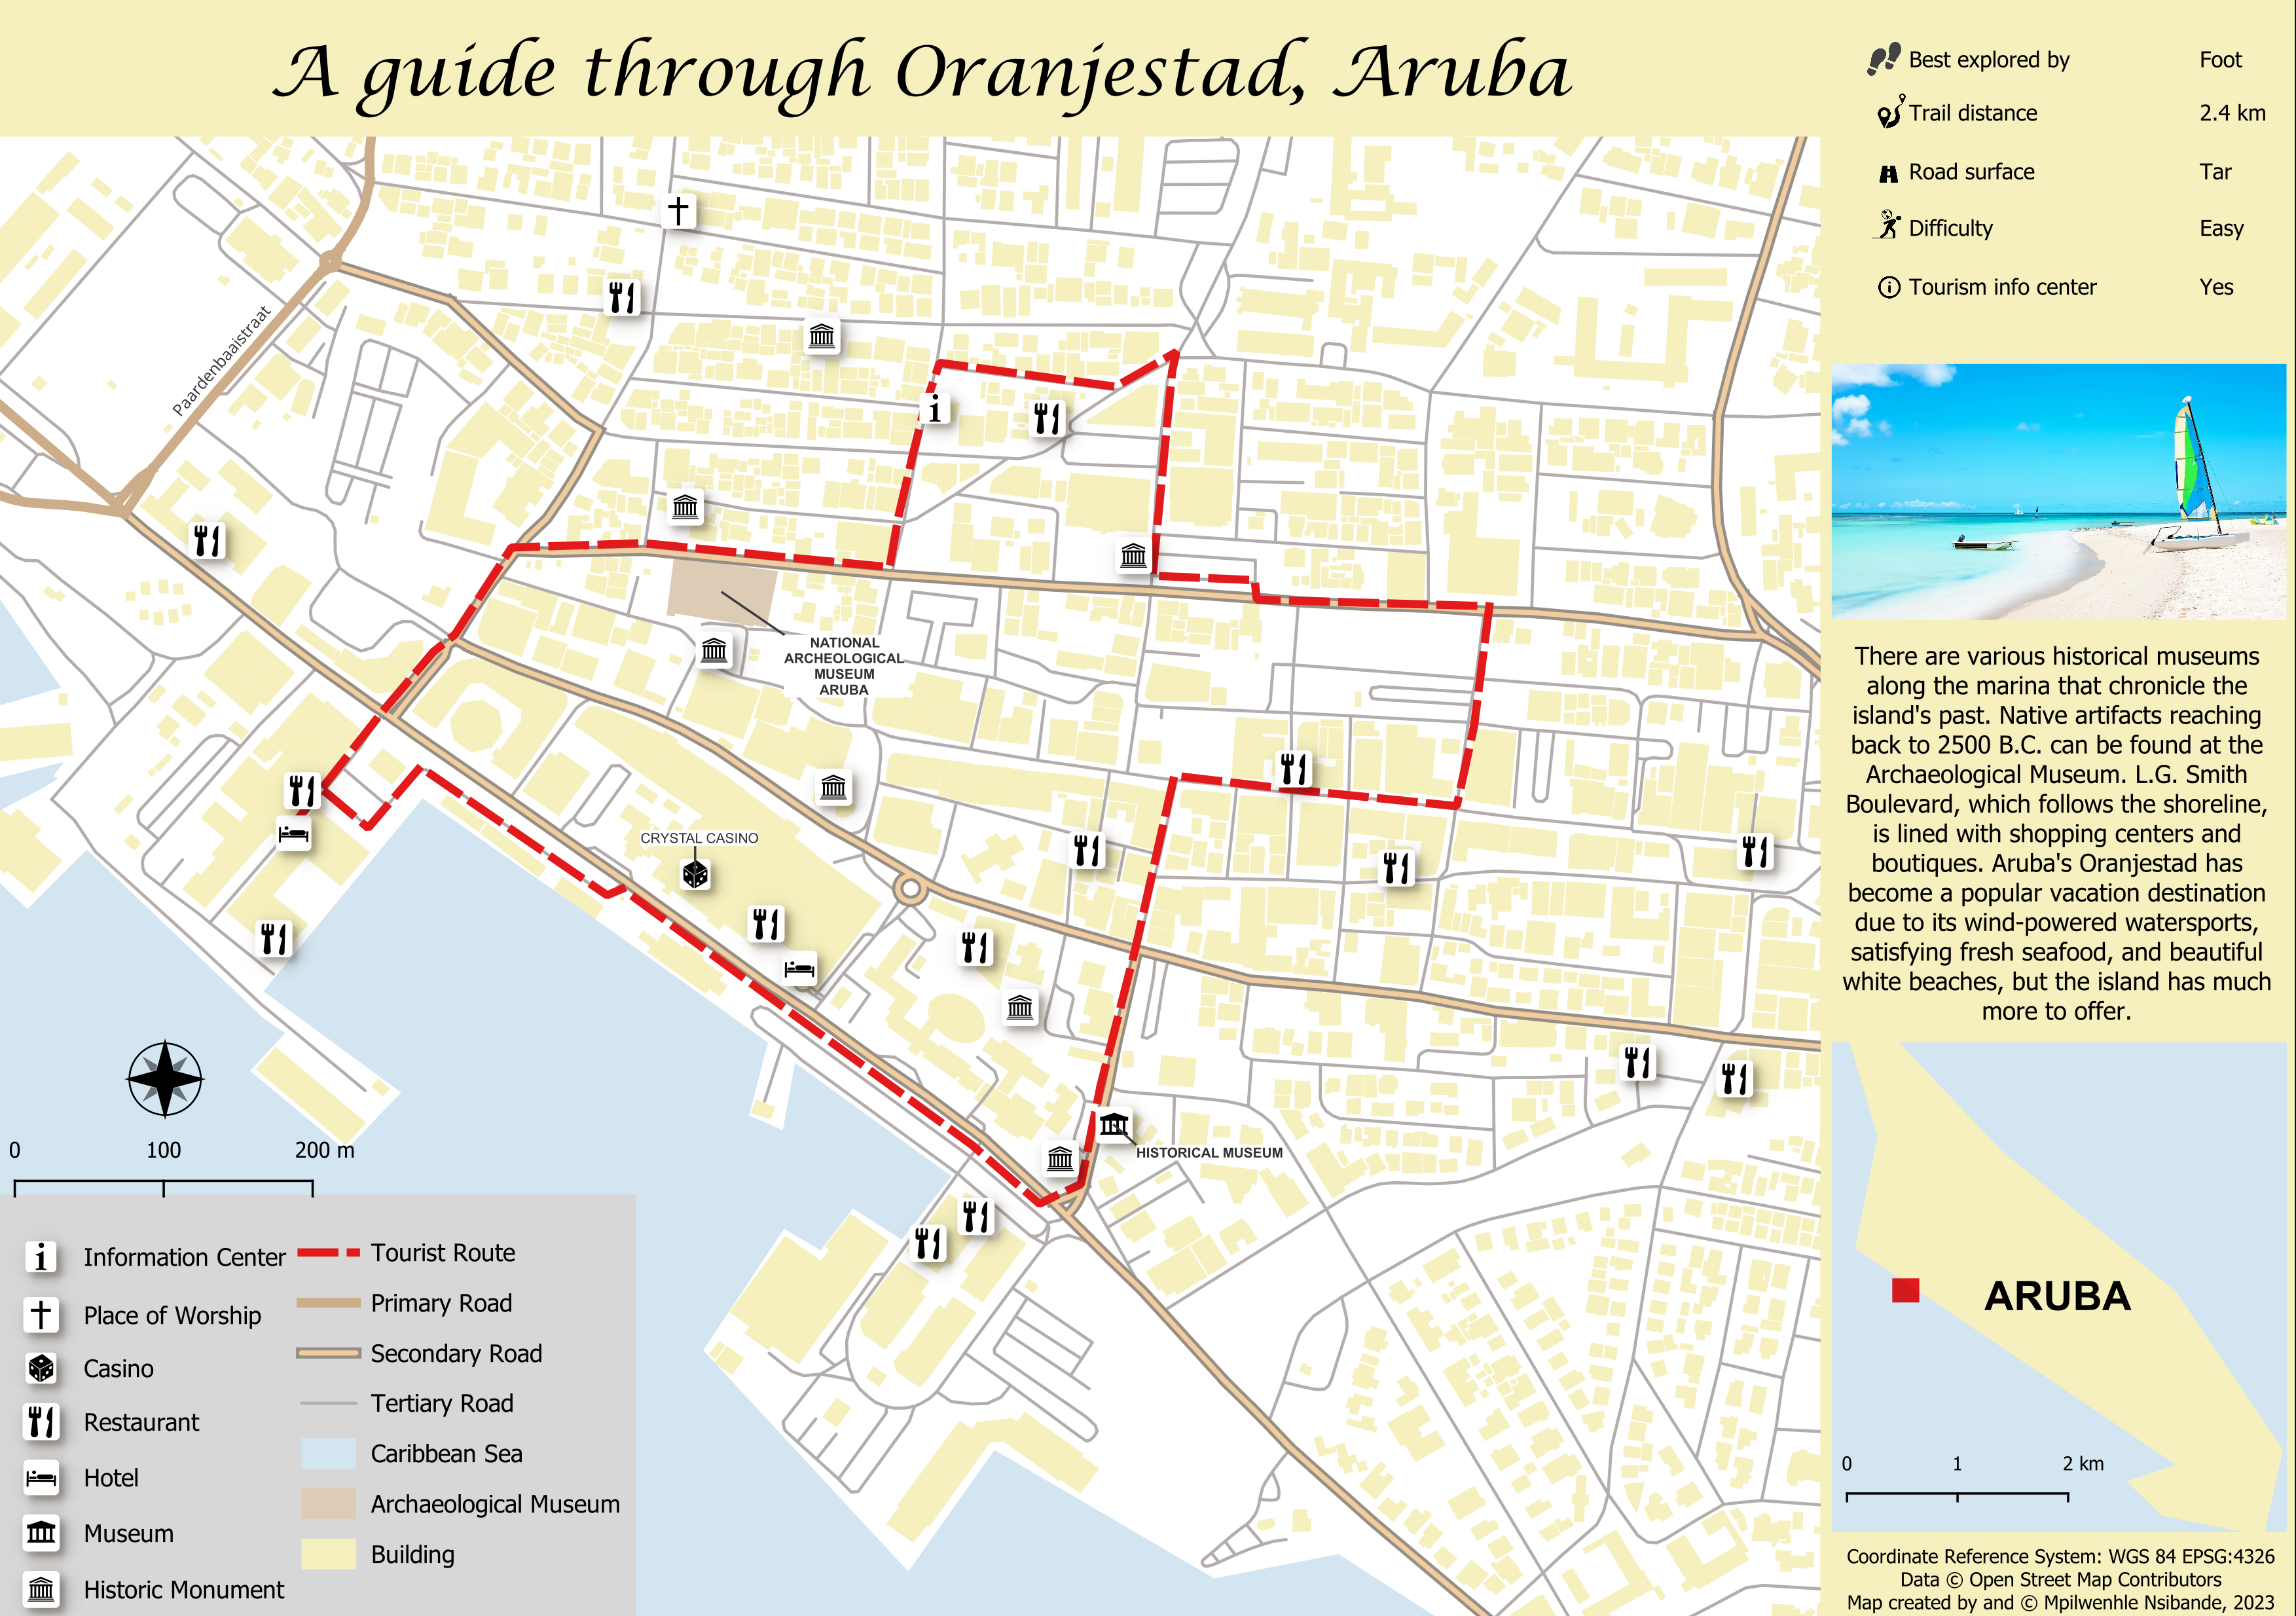 A guide through Oranjestad, Aruba
Best explored by Foot
Trail distance 2.4 km
Road surface Tar
Difficulty Easy
Tourism info center Yes
Paardenbaaistraat
NATIONAL
ARCHEOLOGICAL
MUSEUM
ARUBA
CRYSTAL CASINO
HISTORICAL MUSEUM
There are various historical museums
along the marina that chronicle the
island's past. Native artifacts reaching
back to 2500 B.C. can be found at the
Archaeological Museum. L.G. Smith
Boulevard, which follows the shoreline,
is lined with shopping centers and
boutiques. Aruba's Oranjestad has
become a popular vacation destination
due to its wind-powered watersports,
satisfying fresh seafood, and beautiful
white beaches, but the island has much
more to offer.
0 100 200 m
Information Center
Place of Worship
Casino
Restaurant
Hotel
Museum
Historic Monument
Tourist Route
Primary Road
Secondary Road
Tertiary Road
Caribbean Sea
Archaeological Museum
Building
ARUBA
0 1 2 km
Coordinate Reference System: WGS 84 EPSG:4326
Data © Open Street Map Contributors
Map created by and © Mpilwenhle Nsibande, 2023